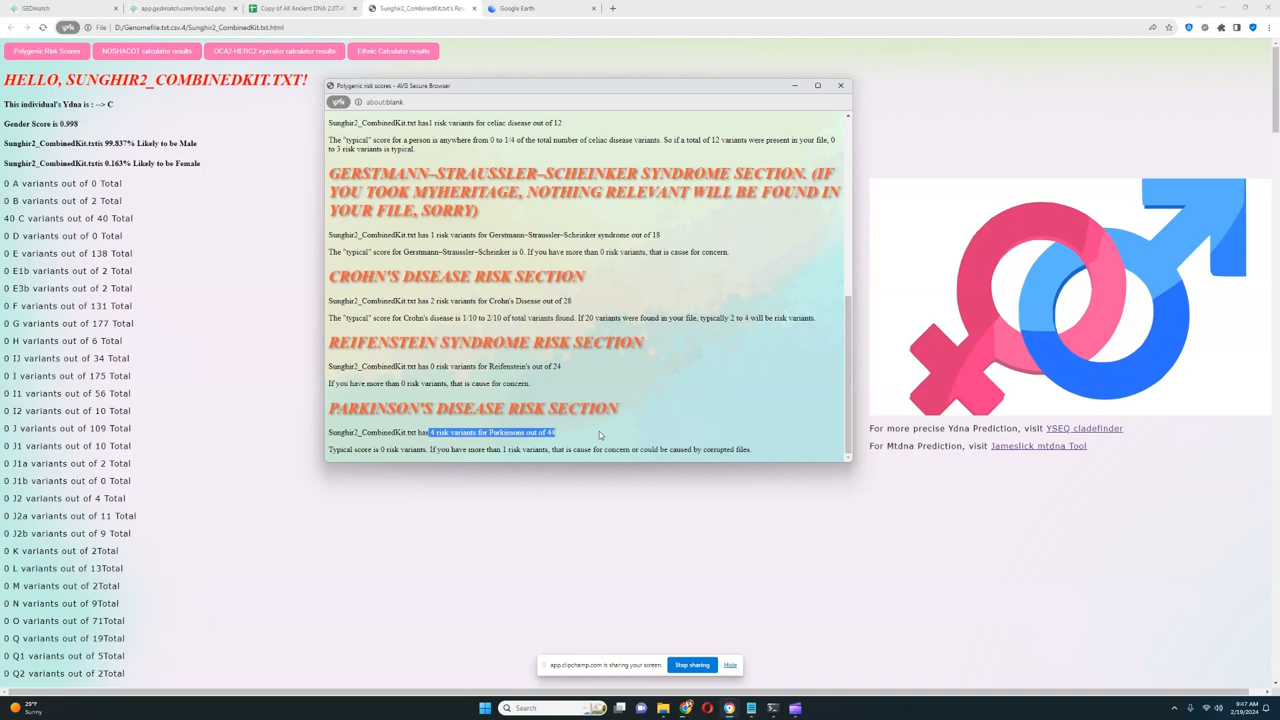 GEDmatch
app.gedmatch.com/oracle2.php
Copy of All Ancient DNA 2.07.4
Sunghir2_CombinedKit.txt's Res
Google Earth
VPN
File
D:/Genomefile.txt.csv.4/Sunghir2_CombinedKit.txt.html
Polygenic Risk Scores
NOSHACOT calculator results
OCA2-HERC2 eyecolor calculator results
Ethnic Calculator results
HELLO, SUNGHIR2_COMBINEDKIT.TXT!
This individual's Ydna is : --> C
Gender Score is 0.998
Sunghir2_CombinedKit.txtis 99.837% Likely to be Male
Sunghir2_CombinedKit.txtis 0.163% Likely to be Female
0 A variants out of 0 Total
0 B variants out of 2 Total
40 C variants out of 40 Total
0 D variants out of 0 Total
0 E variants out of 138 Total
0 E1b variants out of 2 Total
0 E3b variants out of 2 Total
0 F variants out of 131 Total
0 G variants out of 177 Total
0 H variants out of 6 Total
0 IJ variants out of 34 Total
0 I variants out of 175 Total
0 I1 variants out of 56 Total
0 I2 variants out of 10 Total
0 J variants out of 109 Total
0 J1 variants out of 10 Total
0 J1a variants out of 2 Total
0 J1b variants out of 0 Total
0 J2 variants out of 4 Total
0 J2a variants out of 11 Total
0 J2b variants out of 9 Total
0 K variants out of 2Total
0 L variants out of 13Total
0 M variants out of 2Total
0 N variants out of 9Total
0 O variants out of 71Total
0 Q variants out of 19Total
0 Q1 variants out of 5Total
0 Q2 variants out of 2Total
Polygenic risk scores - AVG Secure Browser
VPN
about:blank
Sunghir2_CombinedKit.txt has1 risk variants for celiac disease out of 12
The "typical" score for a person is anywhere from 0 to 1/4 of the total number of celiac disease variants. So if a total of 12 variants were present in your file, 0
to 3 variants is typical.
GERSTMANN–STRAUSSLER–SCHEINKER SYNDROME SECTION. (IF
YOU TOOK MYHERITAGE, NOTHING RELEVANT WILL BE FOUND IN
YOUR FILE, SORRY)
Sunghir2_CombinedKit.txt has 1 risk variants for Gerstmann–Straussler–Scheinker syndrome out of 18
The "typical" score for Gerstmann–Straussler–Scheinker is 0. If you have more than 0 risk variants, that is cause for concern.
CROHN'S DISEASE RISK SECTION
Sunghir2_CombinedKit.txt has 2 risk variants for Crohn's Disease out of 28
The "typical" score for Crohn's disease is 1/10 to 2/10 of total variants found. If 20 variants were found in your file, typically 2 to 4 will be risk variants.
REIFENSTEIN SYNDROME RISK SECTION
Sunghir2_CombinedKit.txt has 0 risk variants for Reifenstein's out of 24
If you have more than 0 risk variants, that is cause for concern.
PARKINSON'S DISEASE RISK SECTION
Sunghir2_CombinedKit.txt has 4 risk variants for Parkinsons out of 44
Typical score is 0 risk variants. If you have more than 1 risk variants, that is cause for concern or could be caused by corrupted files.
For more precise Ydna Prediction, visit YSEQ cladefinder
For Mtdna Prediction, visit Jameslick mtdna Tool
app.clipchamp.com is sharing your screen.
Stop sharing
Hide
29°F
Sunny
Search
9:47 AM
2/19/2024